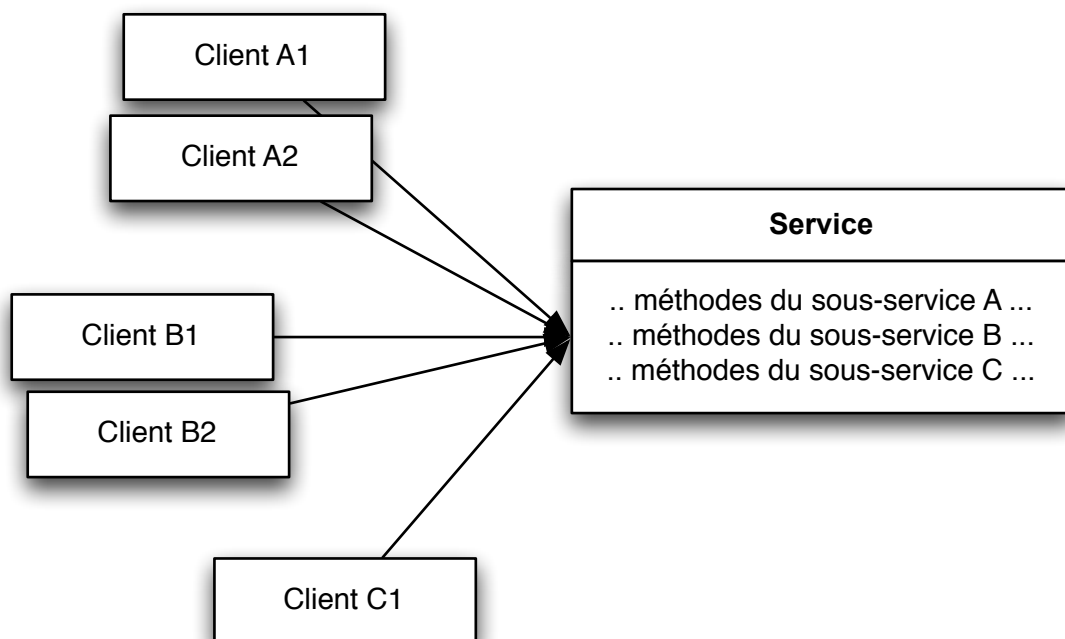 Client A1
Client A2
Service
.. méthodes du sous-service A ...
.. méthodes du sous-service B ...
.. méthodes du sous-service C ...
Client B1
Client B2
Client C1